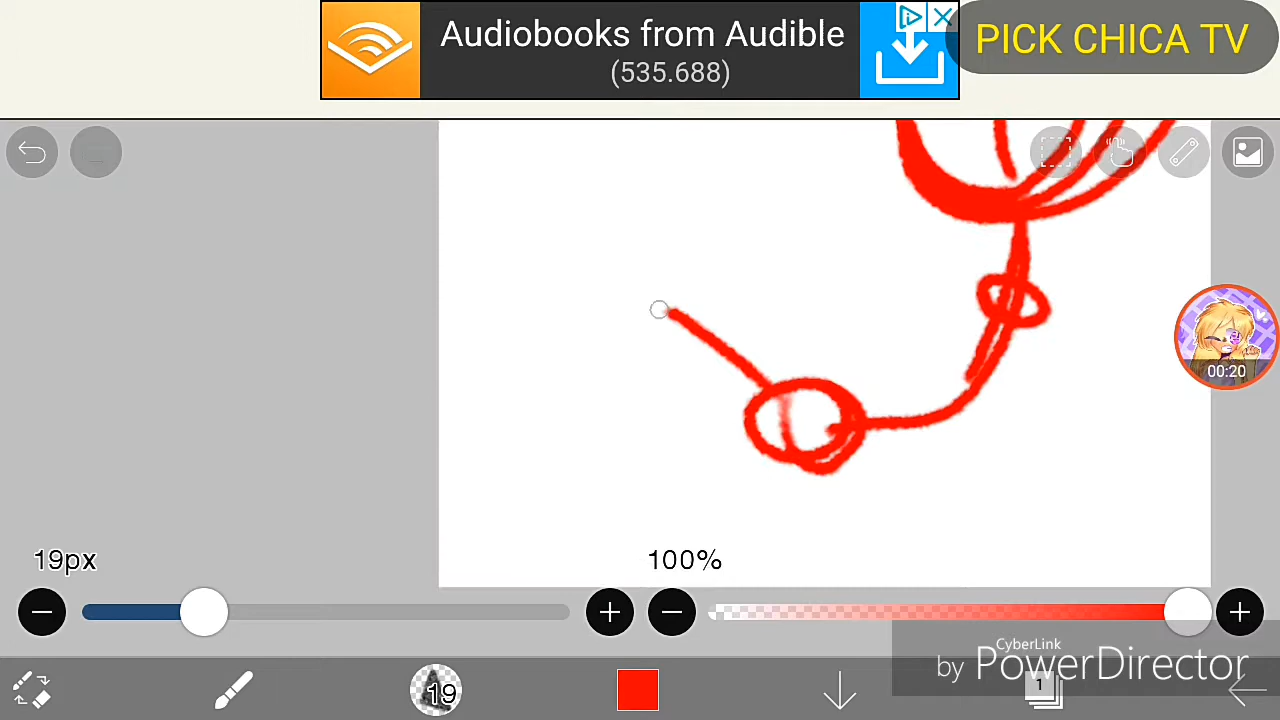 Audiobooks from Audible
(535.688)
PICK CHICA TV
00:20
19px
100%
CyberLink
by PowerDirector
19
1